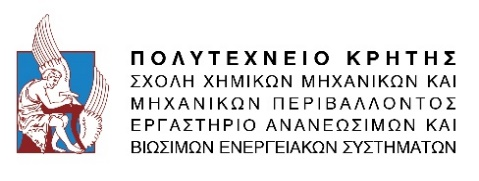 ΠΟΛΥΤΕΧΝΕΙΟ ΚΡΗΤΗΣ
ΣΧΟΛΗ ΧΗΜΙΚΩΝ ΜΗΧΑΝΙΚΩΝ ΚΑΙ
ΜΗΧΑΝΙΚΩΝ ΠΕΡΙΒΑΛΛΟΝΤΟΣ
ΕΡΓΑΣΤΗΡΙΟ ΑΝΑΝΕΩΣΙΜΩΝ ΚΑΙ
ΒΙΩΣΙΜΩΝ ΕΝΕΡΓΕΙΑΚΩΝ ΣΥΣΤΗΜΑΤΩΝ